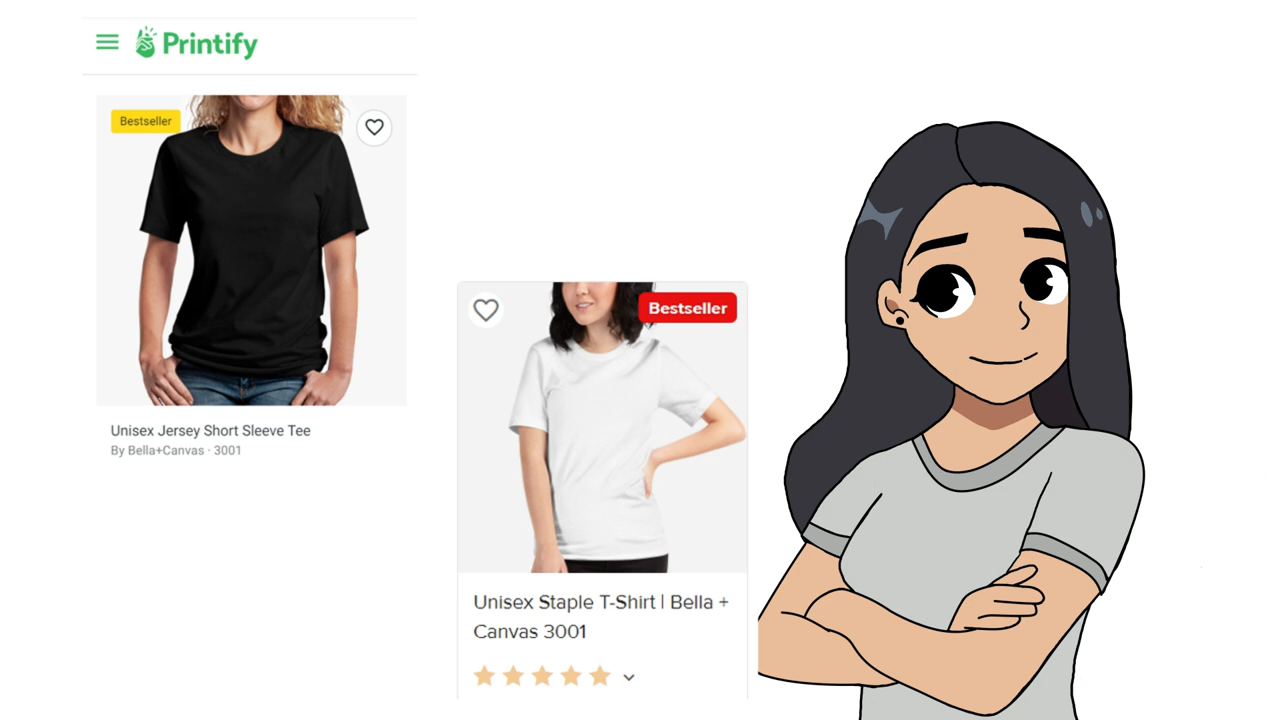 Printify
Bestseller
Unisex Jersey Short Sleeve Tee
By Bella+Canvas · 3001
Bestseller
Unisex Staple T-Shirt | Bella +
Canvas 3001